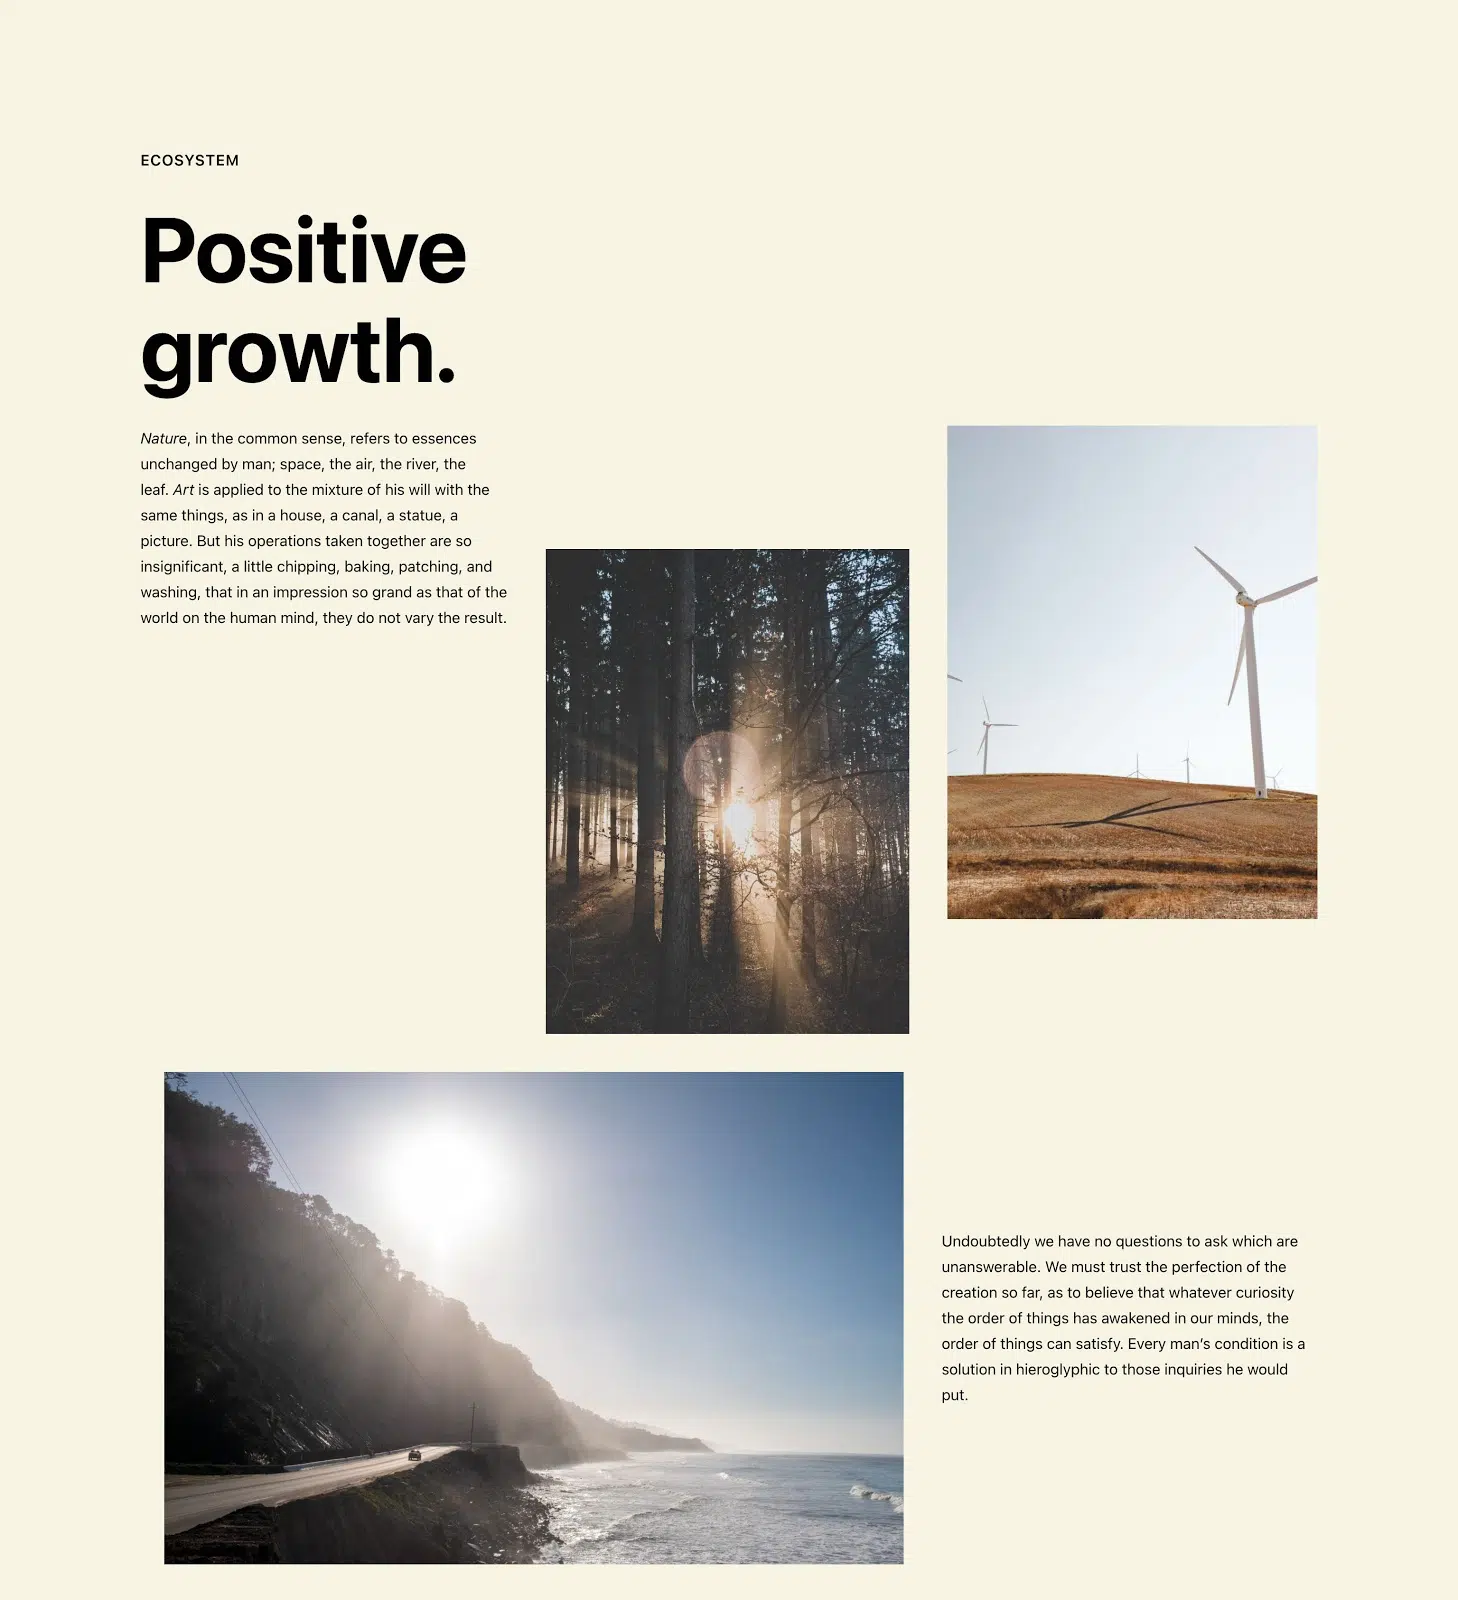 ECOSYSTEM
Positive
growth.
Nature, in the common sense, refers to essences
unchanged by man; space, the air, the river, the
leaf. Art is applied to the mixture of his will with the
same things, as in a house, a canal, a statue, a
picture. But his operations taken together are so
insignificant, a little chipping, baking, patching, and
washing, that in an impression so grand as that of the
world on the human mind, they do not vary the result.
Undoubtedly we have no questions to ask which are
unanswerable. We must trust the perfection of the
creation so far, as to believe that whatever curiosity
the order of things has awakened in our minds, the
order of things can satisfy. Every man’s condition is a
solution in hieroglyphic to those inquiries he would
put.